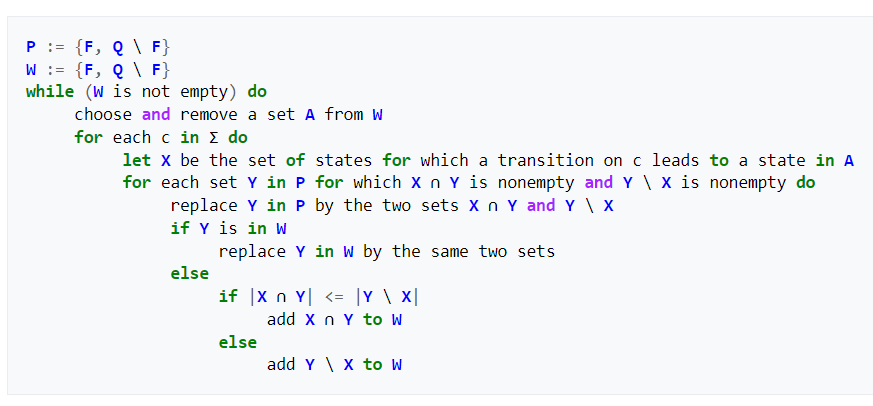 P := {F, Q \ F}
W := {F, Q \ F}
while (W is not empty) do
choose and remove a set A from W
for each c in Σ do
let X be the set of states for which a transition on c leads to a state in A
for each set Y in P for which X ∩ Y is nonempty and Y \ X is nonempty do
replace Y in P by the two sets X ∩ Y and Y \ X
if Y is in W
replace Y in W by the same two sets
else
if |X ∩ Y| <= |Y \ X|
add X ∩ Y to W
else
add Y \ X to W